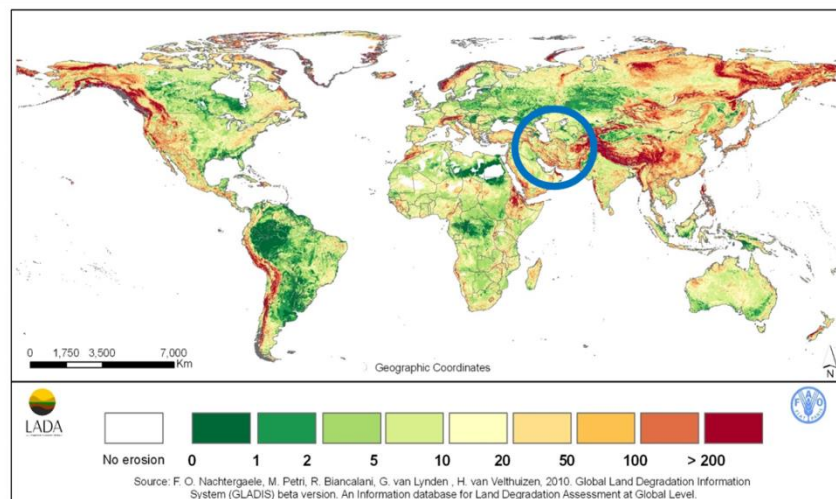 0 1,750 3,500 7,000
Km
Geographic Coordinates
N
LADA
FAO
No erosion 0 1 2 5 10 20 50 100 > 200
Source: F. O. Nachtergaele, M. Petri, R. Biancalani, G. van Lynden , H. van Velthuizen, 2010. Global Land Degradation Information
System (GLADIS) beta version. An Information database for Land Degradation Assessment at Global Level.